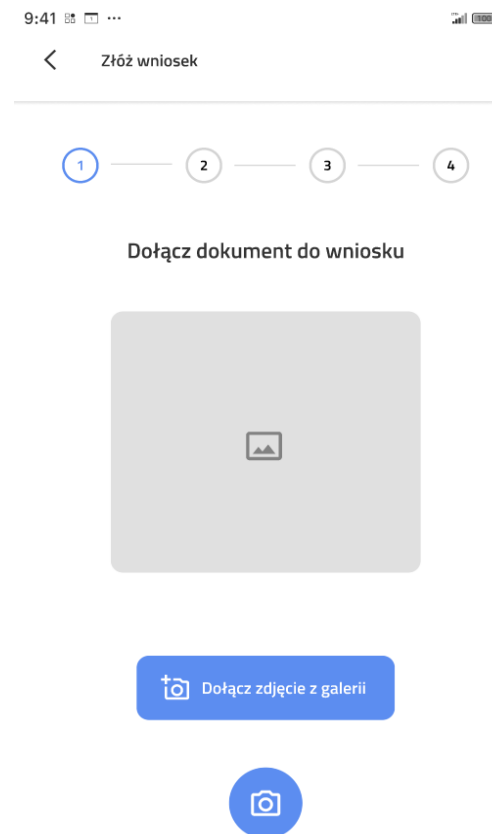 9:41
Złóż wniosek
1 2 3 4
Dołącz dokument do wniosku
Dołącz zdjęcie z galerii